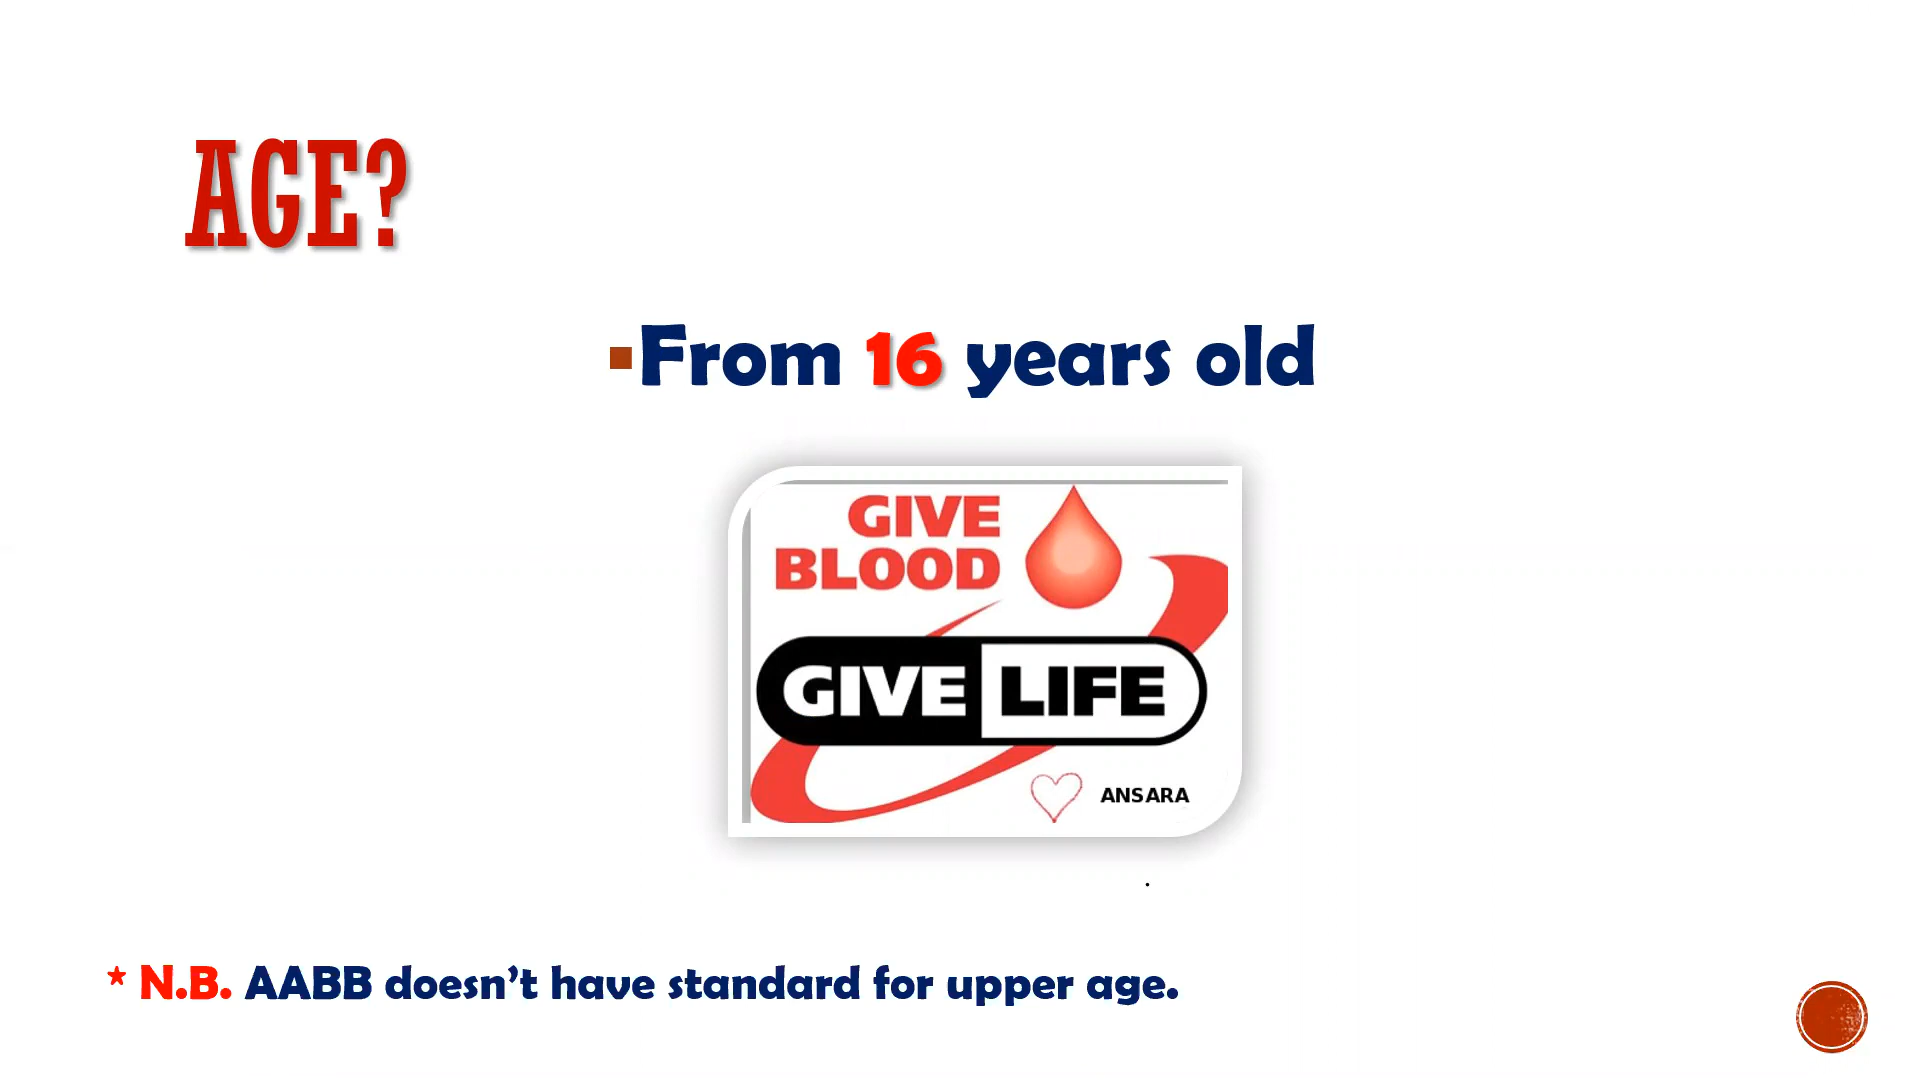 AGE?
▪From 16 years old
GIVE
BLOOD
GIVE LIFE
ANSARA
.
* N.B. AABB doesn’t have standard for upper age.